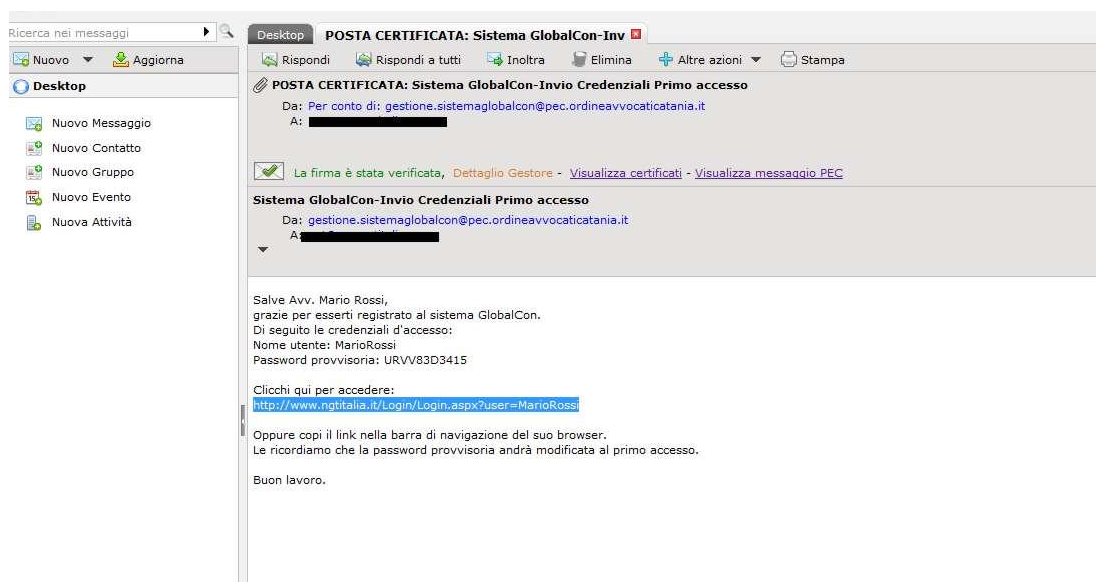 Ricerca nei messaggi
Nuovo
Aggiorna
Desktop
Nuovo Messaggio
Nuovo Contatto
Nuovo Gruppo
Nuovo Evento
Nuova Attività
Desktop POSTA CERTIFICATA: Sistema GlobalCon-Inv
Rispondi Rispondi a tutti Inoltra Elimina Altre azioni Stampa
POSTA CERTIFICATA: Sistema GlobalCon-Invio Credenziali Primo accesso
Da: Per conto di: gestione.sistemaglobalcon@pec.ordineavvocaticatania.it
A:
La firma è stata verificata, Dettaglio Gestore - Visualizza certificati - Visualizza messaggio PEC
Sistema GlobalCon-Invio Credenziali Primo accesso
Da: gestione.sistemaglobalcon@pec.ordineavvocaticatania.it
A:
Salve Avv. Mario Rossi,
grazie per esserti registrato al sistema GlobalCon.
Di seguito le credenziali d'accesso:
Nome utente: MarioRossi
Password provvisoria: URVV83D3415
Clicchi qui per accedere:
http://www.ngtitalia.it/Login/Login.aspx?user=MarioRossi
Oppure copi il link nella barra di navigazione del suo browser.
Le ricordiamo che la password provvisoria andrà modificata al primo accesso.
Buon lavoro.